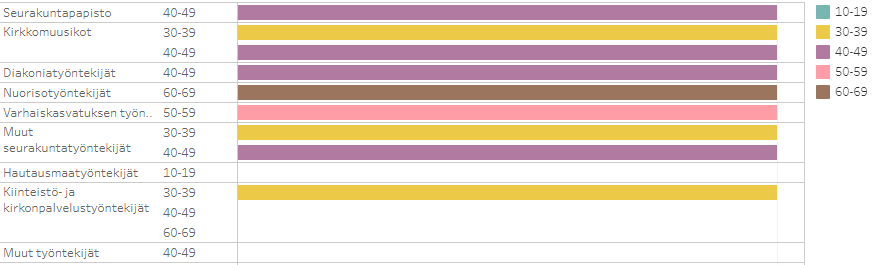 Seurakuntapapisto 40-49
Kirkkomuusikot 30-39
40-49
Diakoniatyöntekijät 40-49
Nuorisotyöntekijät 60-69
Varhaiskasvatuksen työn.. 50-59
Muut 30-39
seurakuntatyöntekijät 40-49
Hautausmaatyöntekijät 10-19
Kiinteistö- ja 30-39
kirkonpalvelustyöntekijät 40-49
60-69
Muut työntekijät 40-49
10-19
30-39
40-49
50-59
60-69